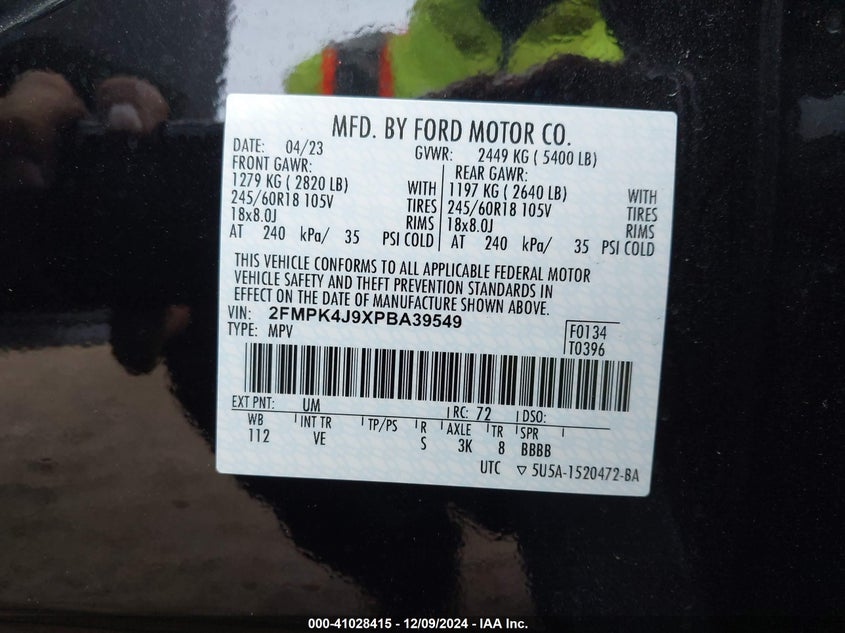 MFD. BY FORD MOTOR CO.
DATE: 04/23 GVWR: 2449 KG ( 5400 LB)
FRONT GAWR: REAR GAWR:
1279 KG ( 2820 LB) WITH 1197 KG ( 2640 LB) WITH
245/60R18 105V TIRES 245/60R18 105V TIRES
18x8.0J RIMS 18x8.0J RIMS
AT 240 kPa/ 35 PSI COLD AT 240 kPa/ 35 PSI COLD
THIS VEHICLE CONFORMS TO ALL APPLICABLE FEDERAL MOTOR
VEHICLE SAFETY AND THEFT PREVENTION STANDARDS IN
EFFECT ON THE DATE OF MANUFACTURE SHOWN ABOVE.
VIN: 2FMPK4J9XPBA39549
TYPE: MPV F0134
T0396
EXT PNT: UM RC: 72 DSO:
WB INT TR TP/PS R AXLE TR SPR
112 VE S 3K 8 BBBB
UTC ▽ 5U5A-1520472-BA
000-41028415 - 12/09/2024 - IAA Inc.